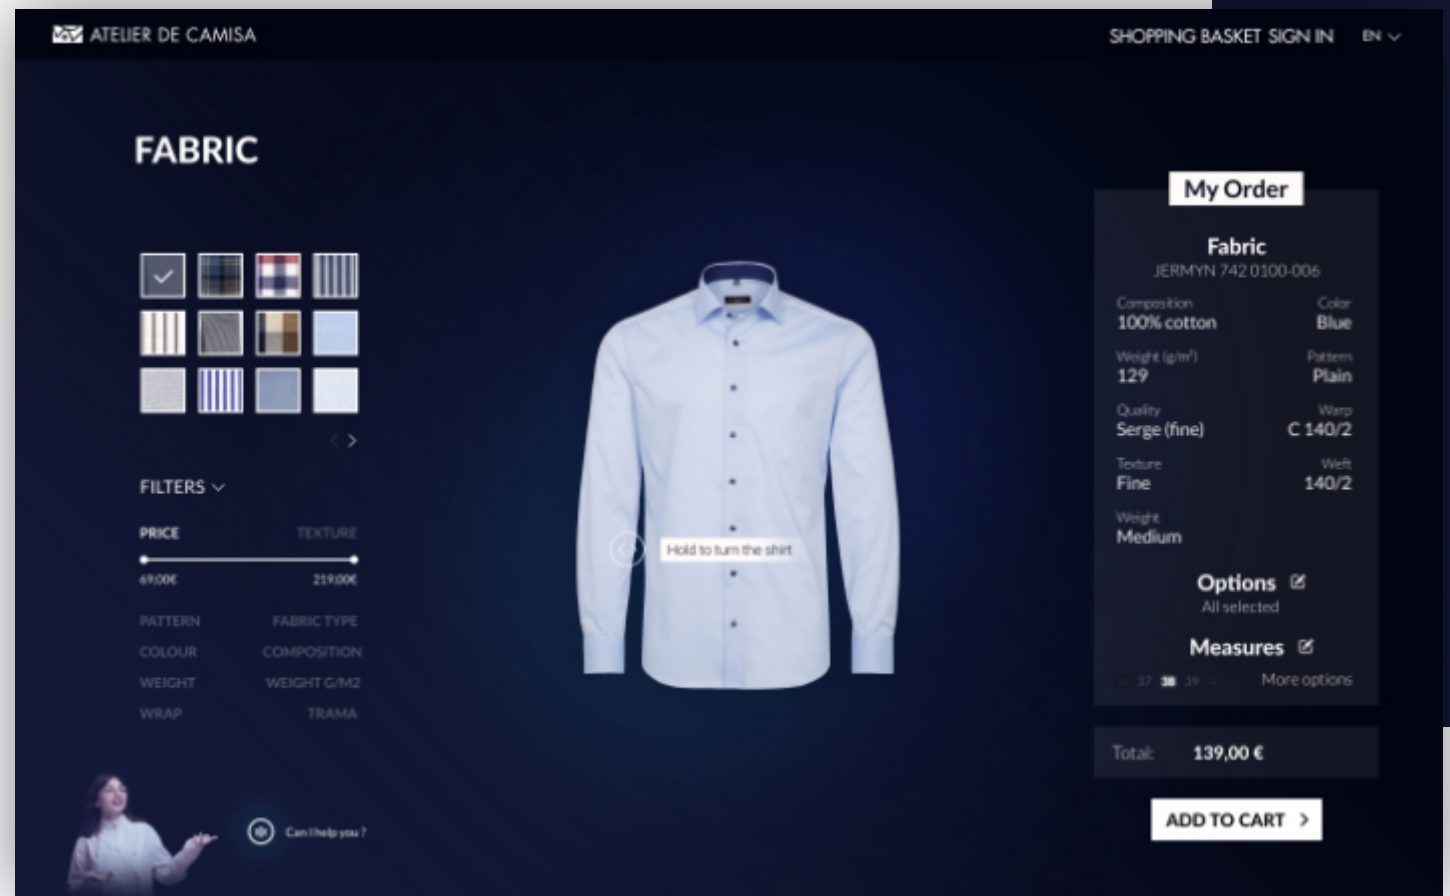 ATELIER DE CAMISA
SHOPPING BASKET SIGN IN EN
FABRIC
FILTERS
PRICE TEXTURE
69,00€ 219,00€
PATTERN FABRIC TYPE
COLOUR COMPOSITION
WEIGHT WEIGHT G/M2
WRAP TRAMA
Can I help you ?
Hold to turn the shirt
My Order
Fabric
JERMYN 742 0100-006
Composition Color
100% cotton Blue
Weight (g/m²) Pattern
129 Plain
Quality Warp
Serge (fine) C 140/2
Texture Weft
Fine 140/2
Weight
Medium
Options
All selected
Measures
37 38 39 More options
Total: 139,00 €
ADD TO CART